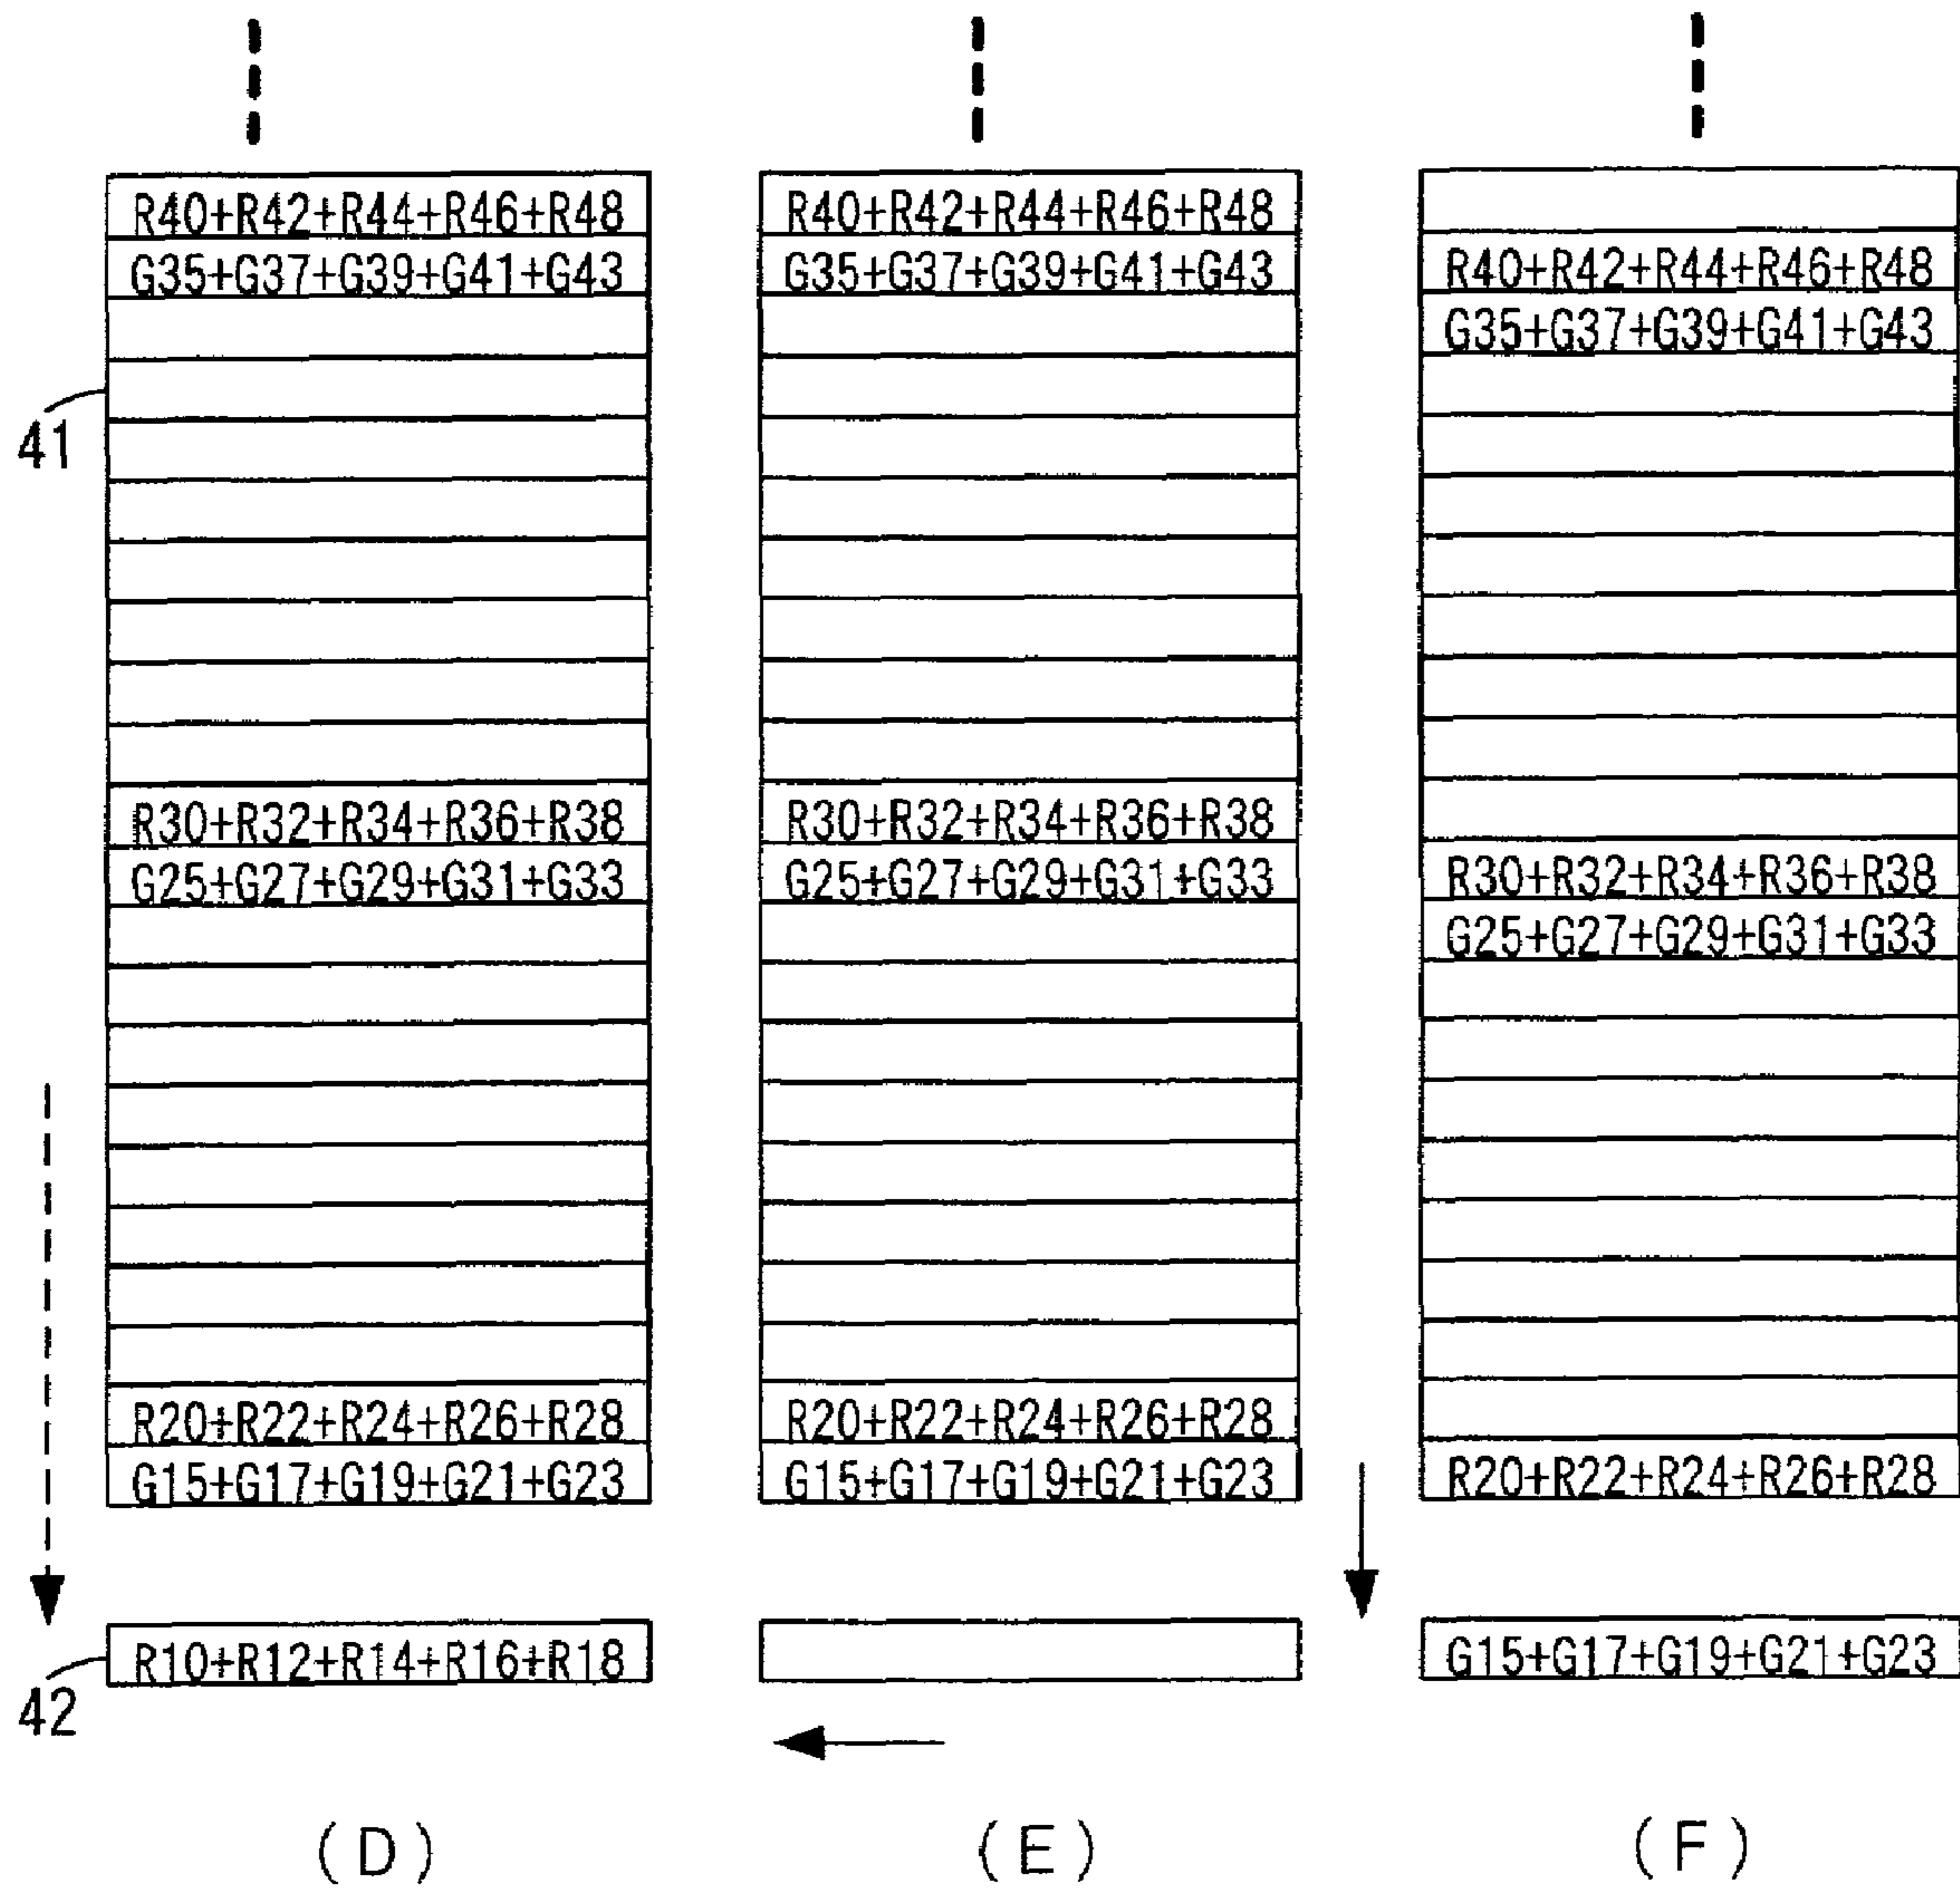 R40+R42+R44+R46+R48 R40+R42+R44+R46+R48
G35+G37+G39+G41+G43 G35+G37+G39+G41+G43 R40+R42+R44+R46+R48
G35+G37+G39+G41+G43
41
R30+R32+R34+R36+R38 R30+R32+R34+R36+R38
G25+G27+G29+G31+G33 G25+G27+G29+G31+G33 R30+R32+R34+R36+R38
G25+G27+G29+G31+G33
R20+R22+R24+R26+R28 R20+R22+R24+R26+R28
G15+G17+G19+G21+G23 G15+G17+G19+G21+G23 R20+R22+R24+R26+R28
R10+R12+R14+R16+R18 G15+G17+G19+G21+G23
42
(D) (E) (F)